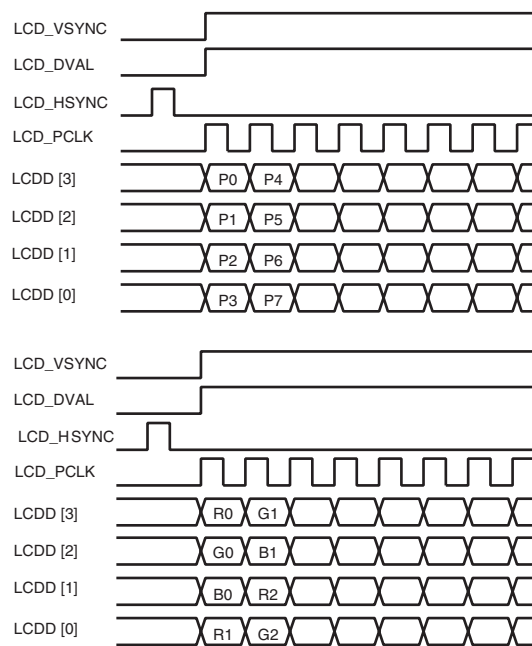 LCD_VSYNC
LCD_DVAL
LCD_HSYNC
LCD_PCLK
LCDD [3] P0 P4
LCDD [2] P1 P5
LCDD [1] P2 P6
LCDD [0] P3 P7
LCD_VSYNC
LCD_DVAL
LCD_HSYNC
LCD_PCLK
LCDD [3] R0 G1
LCDD [2] G0 B1
LCDD [1] B0 R2
LCDD [0] R1 G2